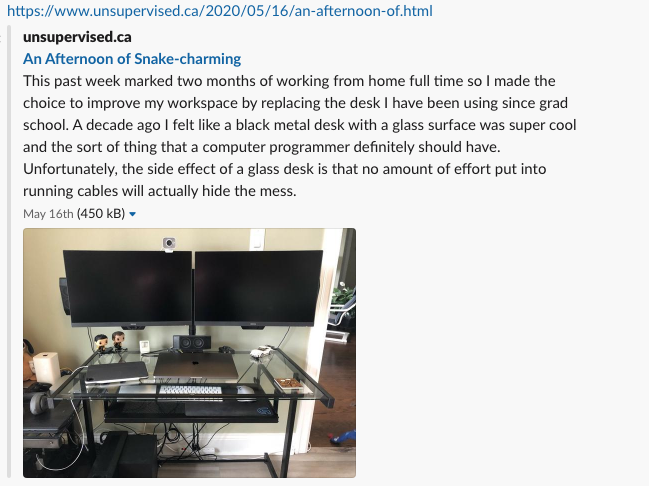 https://www.unsupervised.ca/2020/05/16/an-afternoon-of.html
unsupervised.ca
An Afternoon of Snake-charming
This past week marked two months of working from home full time so I made the
choice to improve my workspace by replacing the desk I have been using since grad
school. A decade ago I felt like a black metal desk with a glass surface was super cool
and the sort of thing that a computer programmer definitely should have.
Unfortunately, the side effect of a glass desk is that no amount of effort put into
running cables will actually hide the mess.
May 16th (450 kB)